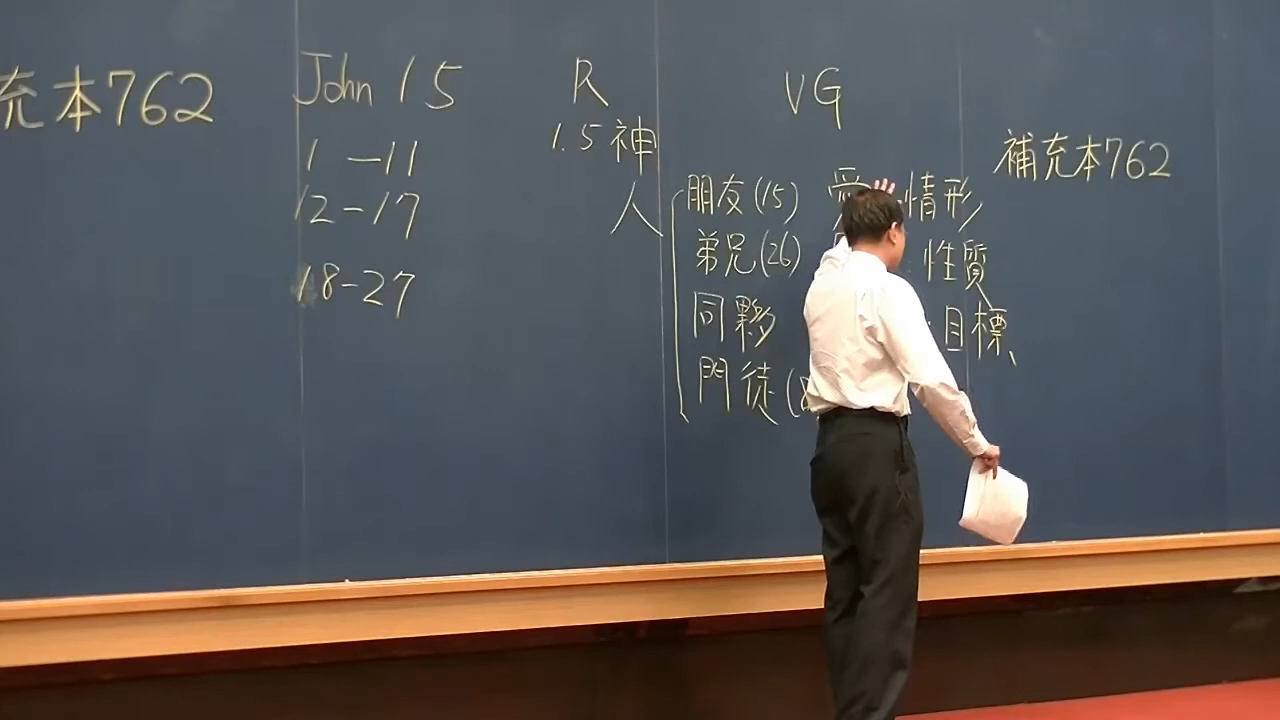 充本762
John 15
1-11
12-17
18-27
R
1.5 神
人
VG
朋友(15) 愛 情形
弟兄(26) 性質
同夥 目標
門徒(8
補充本762